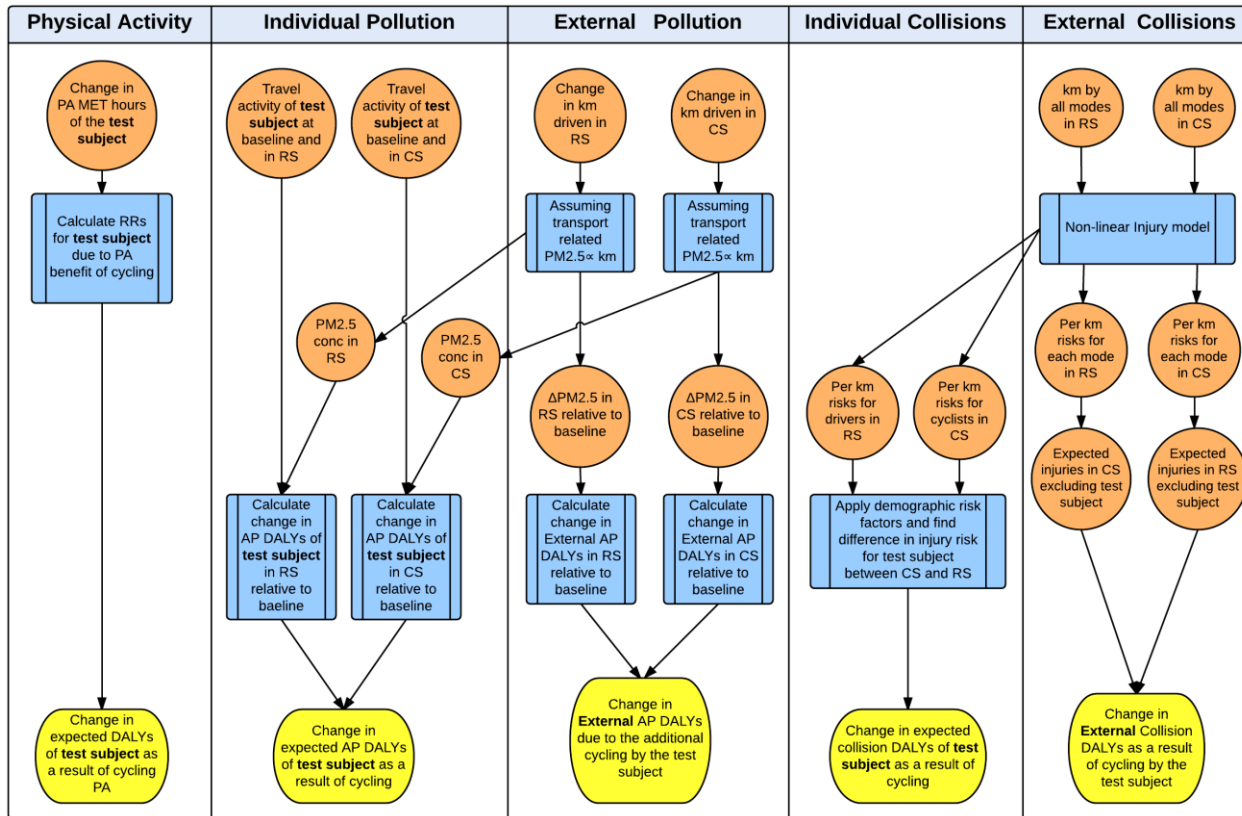 Physical Activity
Individual Pollution
External Pollution
Individual Collisions
External Collisions
Change in
PA MET hours
of the test
subject
Calculate RRs
for test subject
due to PA
benefit of cycling
Change in
expected DALYs
of test subject as
a result of cycling
PA
Travel
activity of test
subject at
baseline and
in RS
Travel
activity of test
subject at
baseline and
in CS
PM2.5
conc in
RS
PM2.5
conc in
CS
Calculate
change in
AP DALYs of
test subject
in RS
relative to
baeline
Calculate
change in
AP DALYs of
test subject
in CS
relative to
baseline
Change in
expected AP DALYs
of test subject as a
result of cycling
Change
in km
driven in
RS
Change in
km driven in
CS
Assuming
transport
related
PM2.5∝ km
Assuming
transport
related
PM2.5∝ km
ΔPM2.5 in
RS relative to
baseline
ΔPM2.5 in
CS relative to
baseline
Calculate
change in
External AP
DALYs in RS
relative to
baseline
Calculate
change in
External AP
DALYs in CS
relative to
baseline
Change in
External AP DALYs
due to the additional
cycling by the test
subject
Per km
risks for
drivers in
RS
Per km
risks for
cyclists in
CS
Apply demographic risk
factors and find
difference in injury risk
for test subject
between CS and RS
Change in expected
collision DALYs of test
subject as a result of
cycling
km by
all modes
in RS
km by
all modes
in CS
Non-linear Injury model
Per km
risks for
each mode
in RS
Per km
risks for
each mode
in CS
Expected
injuries in CS
excluding test
subject
Expected
injuries in RS
excluding test
subject
Change in
External Collision
DALYs as a result
of cycling by the
test subject